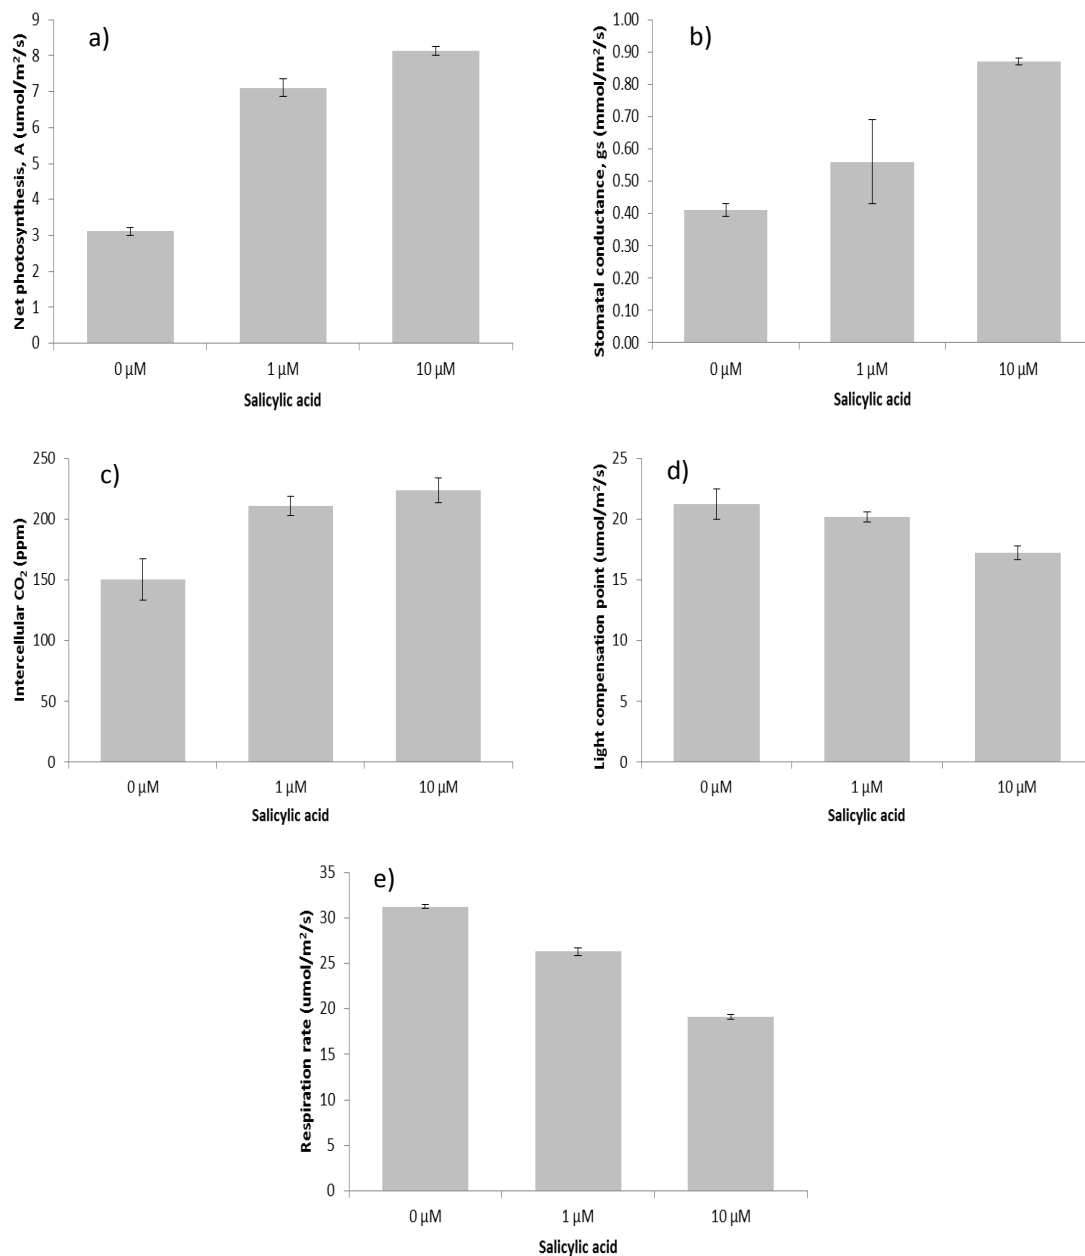 a)
Net photosynthesis, A (umol/m²/s)
9
8
7
6
5
4
3
2
1
0
0 µM
1 µM
10 µM
Salicylic acid
b)
Stomatal conductance, gs (mmol/m²/s)
1.00
0.90
0.80
0.70
0.60
0.50
0.40
0.30
0.20
0.10
0.00
0 µM
1 µM
10 µM
Salicylic acid
c)
Intercellular CO₂ (ppm)
250
200
150
100
50
0
0 µM
1 µM
10 µM
Salicylic acid
d)
Light compensation point (umol/m²/s)
25
20
15
10
5
0
0 µM
1 µM
10 µM
Salicylic acid
e)
Respiration rate (umol/m²/s)
35
30
25
20
15
10
5
0
0 µM
1 µM
10 µM
Salicylic acid